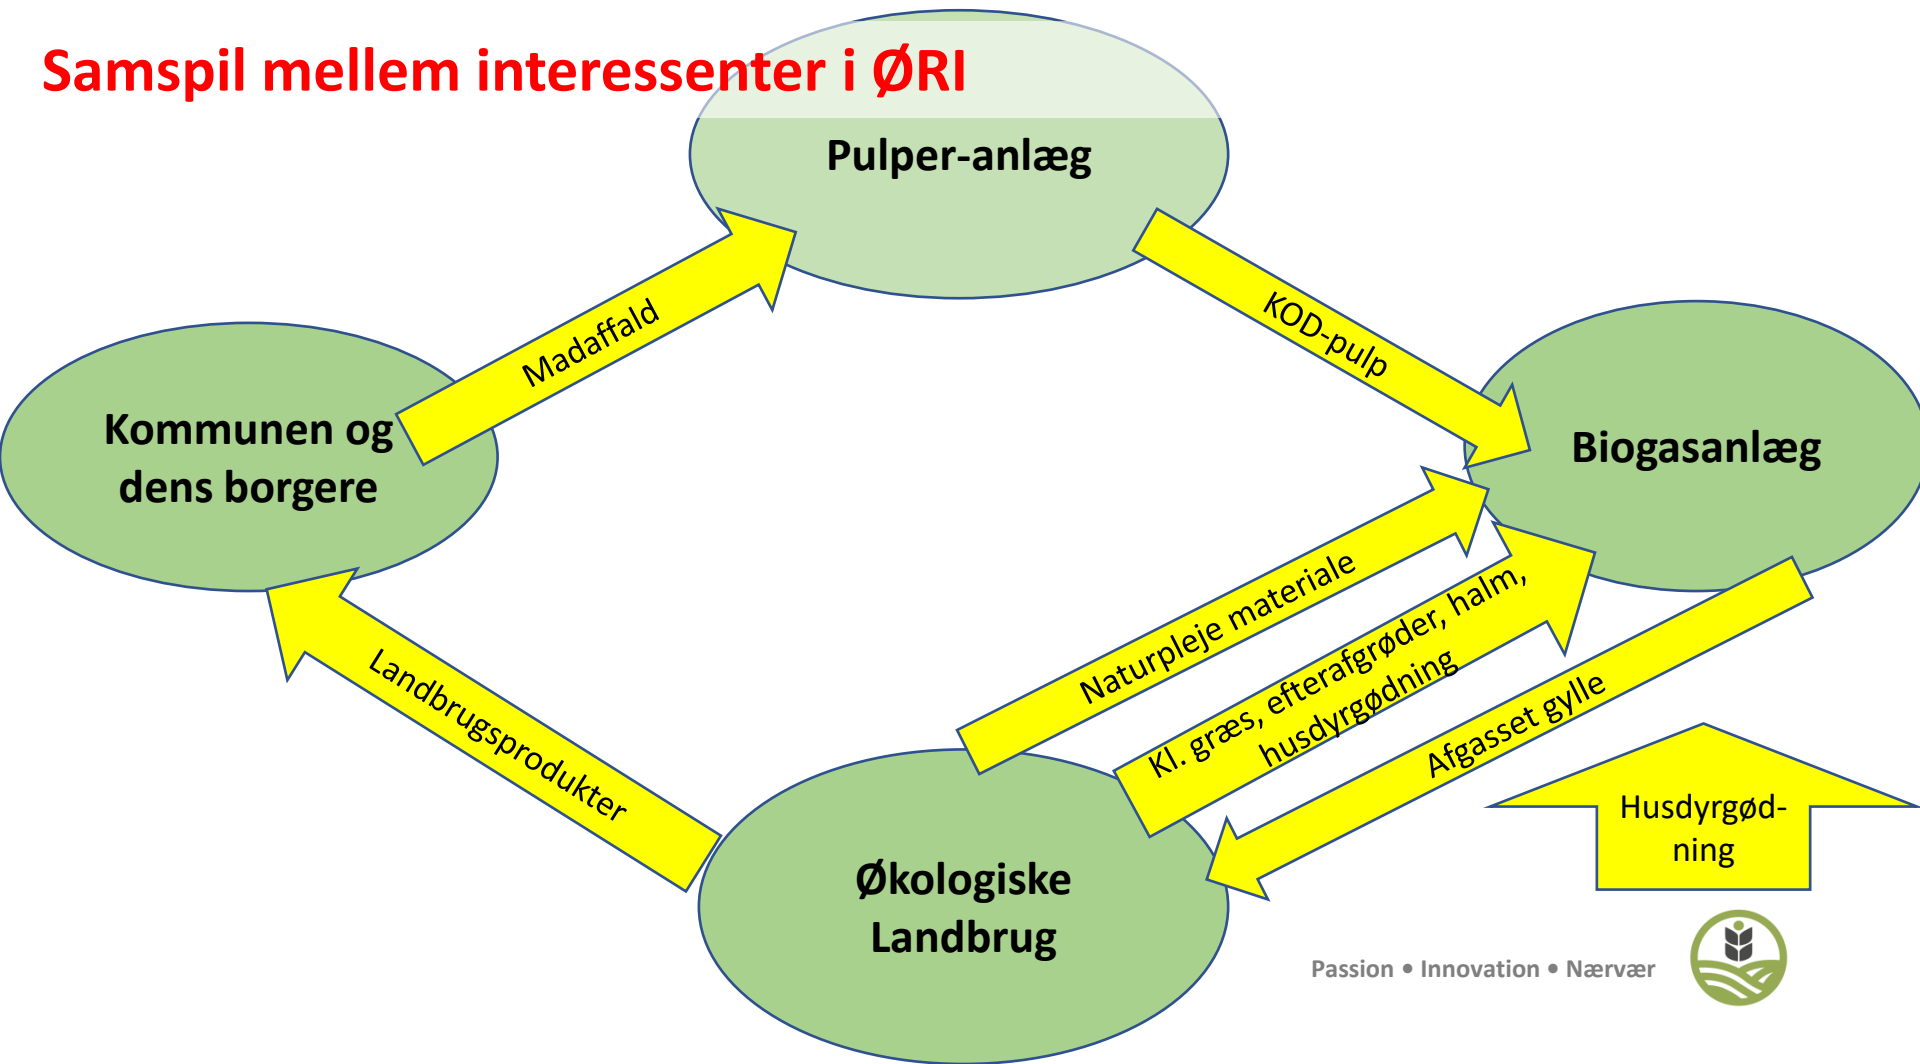 Samspil mellem interessenter i ØRI
Pulper-anlæg
Madaffald
KOD-pulp
Kommunen og
dens borgere
Biogasanlæg
Naturpleje materiale
Kl. græs, efterafgrøder, halm,
husdyrgødning
Afgasset gylle
Landbrugsprodukter
Husdyrgød-
ning
Økologiske
Landbrug
Passion • Innovation • Nærvær